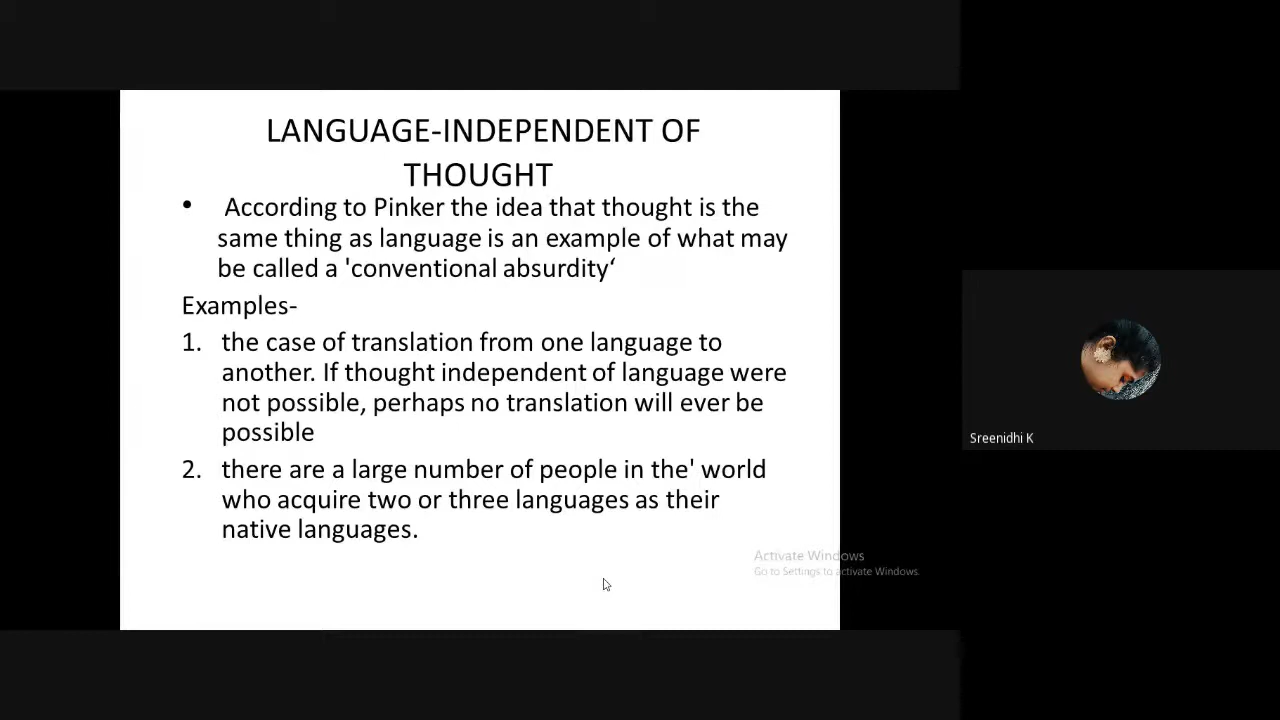 LANGUAGE-INDEPENDENT OF
THOUGHT
• According to Pinker the idea that thought is the
same thing as language is an example of what may
be called a 'conventional absurdity‘
Examples-
1. the case of translation from one language to
another. If thought independent of language were
not possible, perhaps no translation will ever be
possible
2. there are a large number of people in the' world
who acquire two or three languages as their
native languages.
Activate Windows
Go to Settings to activate Windows.
Sreenidhi K